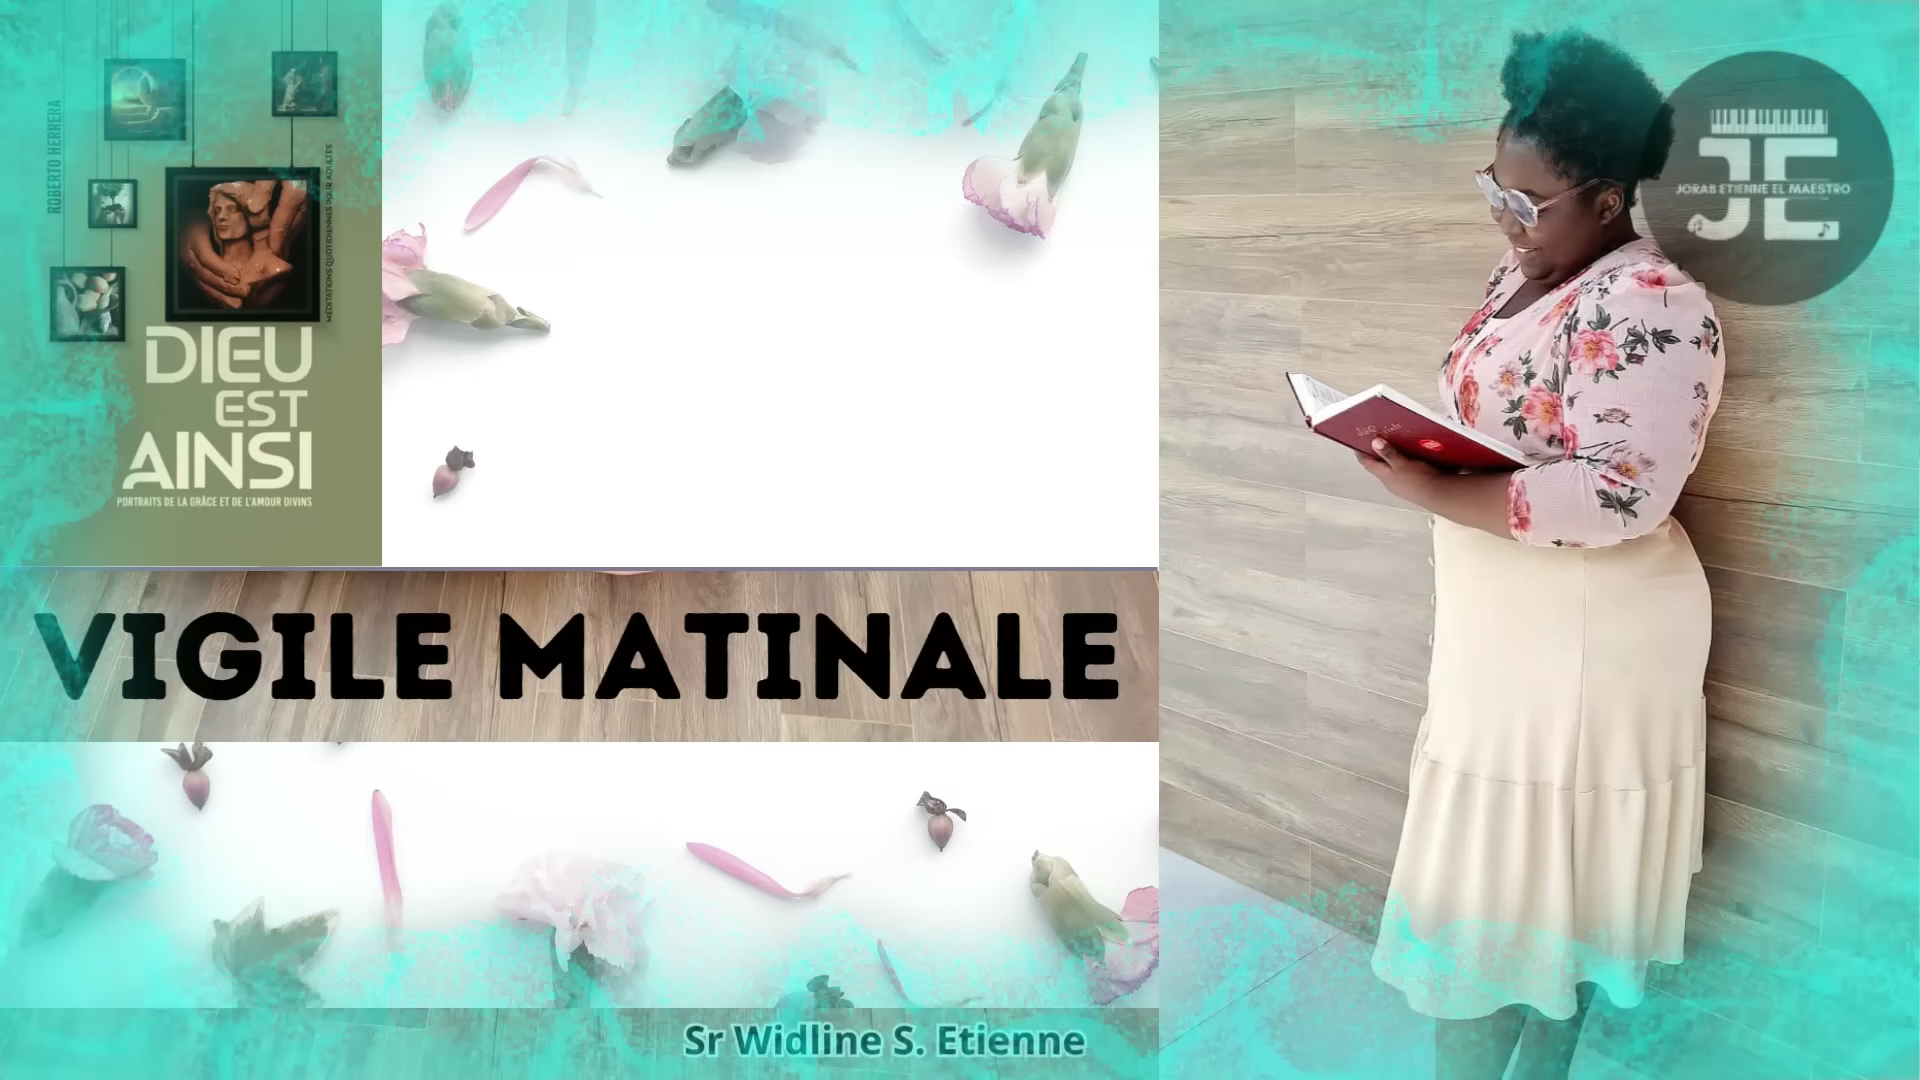 ROBERTO HERRERA
MÉDITATIONS QUOTIDIENNES POUR ADULTES
DIEU
EST
AINSI
PORTRAITS DE LA GRÂCE ET DE L'AMOUR DIVINS
VIGILE MATINALE
Sr Widline S. Etienne
JE
JORAB ETIENNE EL MAESTRO